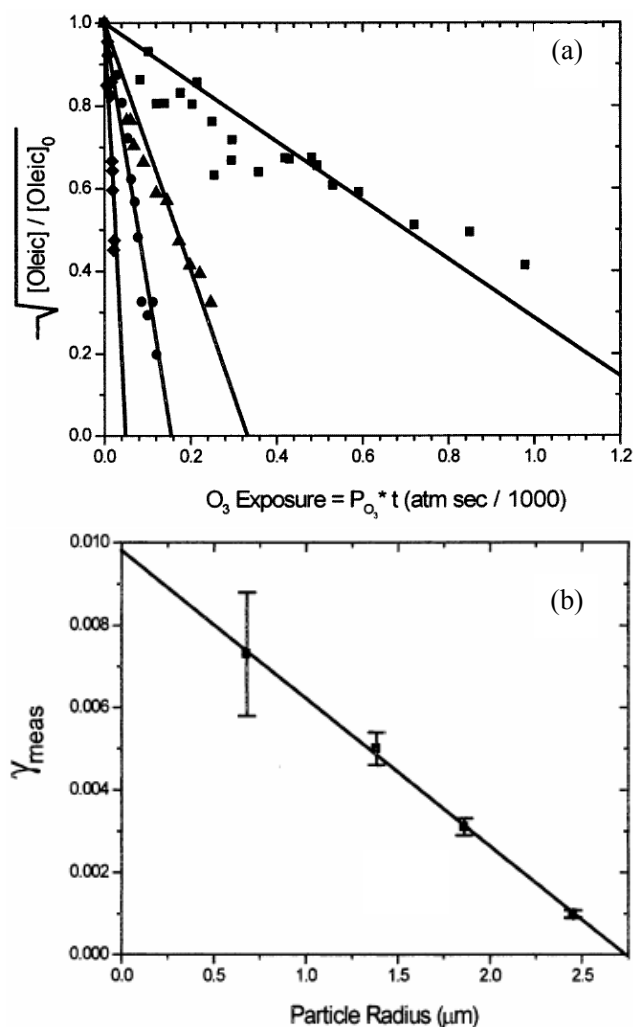 (a)
√[Oleic] / [Oleic]₀
1.0
0.8
0.6
0.4
0.2
0.0
0.0 0.2 0.4 0.6 0.8 1.0 1.2
O₃ Exposure = P_O₃* t (atm sec / 1000)
(b)
γmeas
0.010
0.008
0.006
0.004
0.002
0.000
0.0 0.5 1.0 1.5 2.0 2.5
Particle Radius (μm)